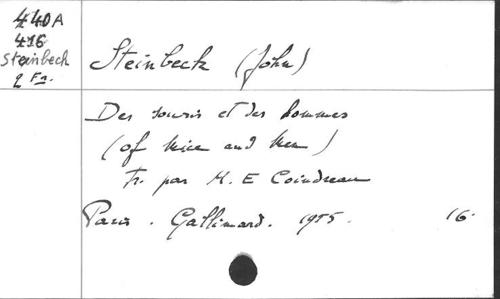 440A
416
Steinbeck
2 Fr.
Steinbeck (John)
Des souris et des hommes
(of Mice and Men)
Tr. par M. E Coindreau
Paris. Gallimard. 1955. 16